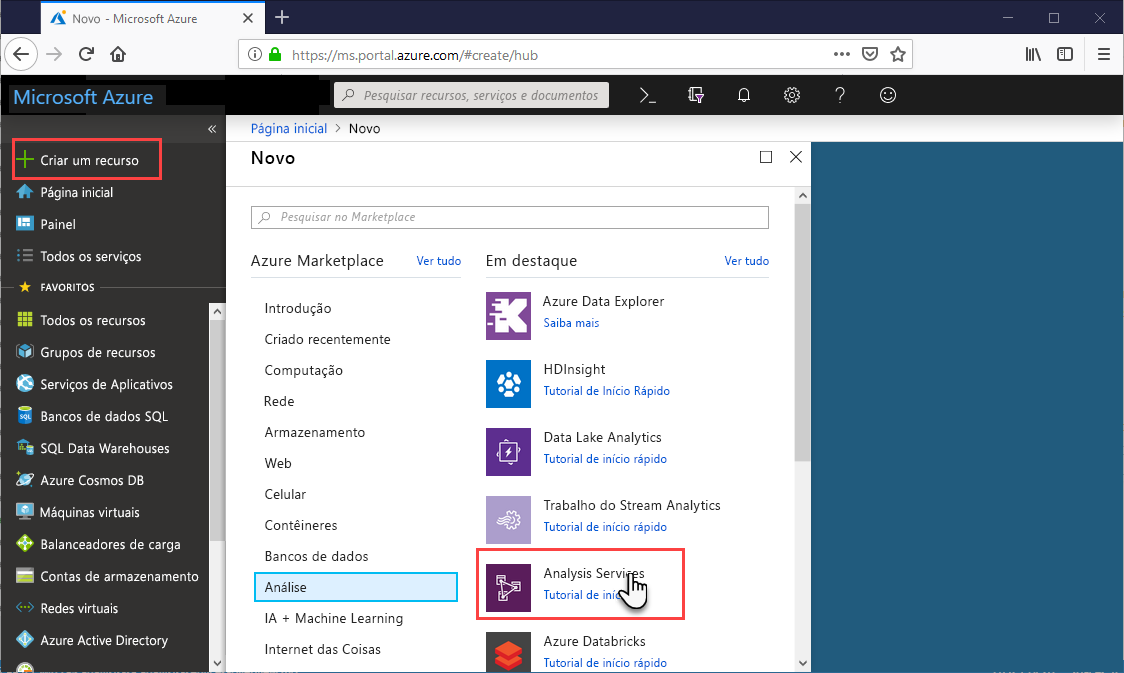 Novo - Microsoft Azure
https://ms.portal.azure.com/#create/hub
Microsoft Azure
Pesquisar recursos, serviços e documentos
Página inicial > Novo
Criar um recurso
Página inicial
Painel
Todos os serviços
FAVORITOS
Todos os recursos
Grupos de recursos
Serviços de Aplicativos
Bancos de dados SQL
SQL Data Warehouses
Azure Cosmos DB
Máquinas virtuais
Balanceadores de carga
Contas de armazenamento
Redes virtuais
Azure Active Directory
Novo
Pesquisar no Marketplace
Azure Marketplace
Ver tudo
Introdução
Criado recentemente
Computação
Rede
Armazenamento
Web
Celular
Contêineres
Bancos de dados
Análise
IA + Machine Learning
Internet das Coisas
Em destaque
Ver tudo
Azure Data Explorer
Saiba mais
HDInsight
Tutorial de Início Rápido
Data Lake Analytics
Tutorial de início rápido
Trabalho do Stream Analytics
Tutorial de início rápido
Analysis Services
Tutorial de
Azure Databricks
Tutorial de início rápido